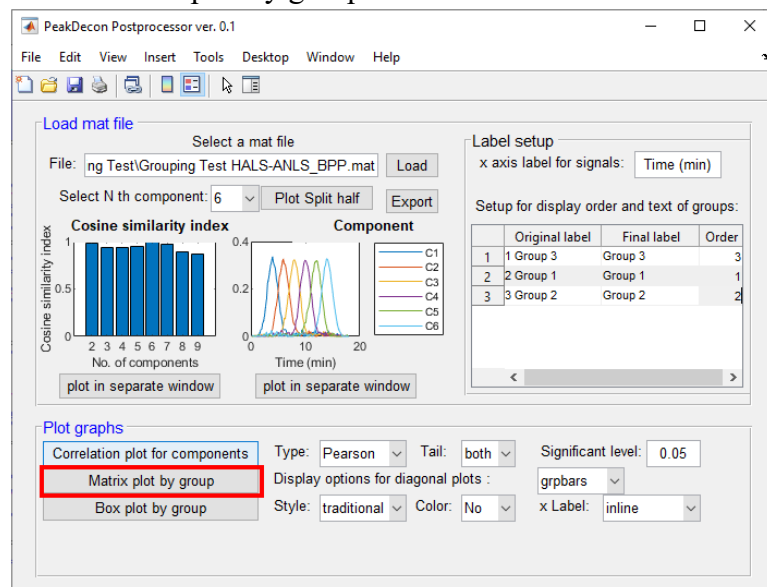 PeakDecon Postprocessor ver. 0.1
File Edit View Insert Tools Desktop Window Help
Load mat file
Select a mat file
File: ng Test\Grouping Test HALS-ANLS_BPP.mat Load
Select N th component: 6 Plot Split half Export
Cosine similarity index
Cosine similarity index
1
0.5
0
2 3 4 5 6 7 8 9
No. of components
plot in separate window
Component
0.4
0.2
0
0 10 20
Time (min)
C1
C2
C3
C4
C5
C6
plot in separate window
Label setup
x axis label for signals: Time (min)
Setup for display order and text of groups:
Original label Final label Order
1 1 Group 3 Group 3 3
2 2 Group 1 Group 1 1
3 3 Group 2 Group 2 2
Plot graphs
Correlation plot for components Type: Pearson Tail: both Significant level: 0.05
Matrix plot by group Display options for diagonal plots : grpbars
Box plot by group Style: traditional Color: No x Label: inline